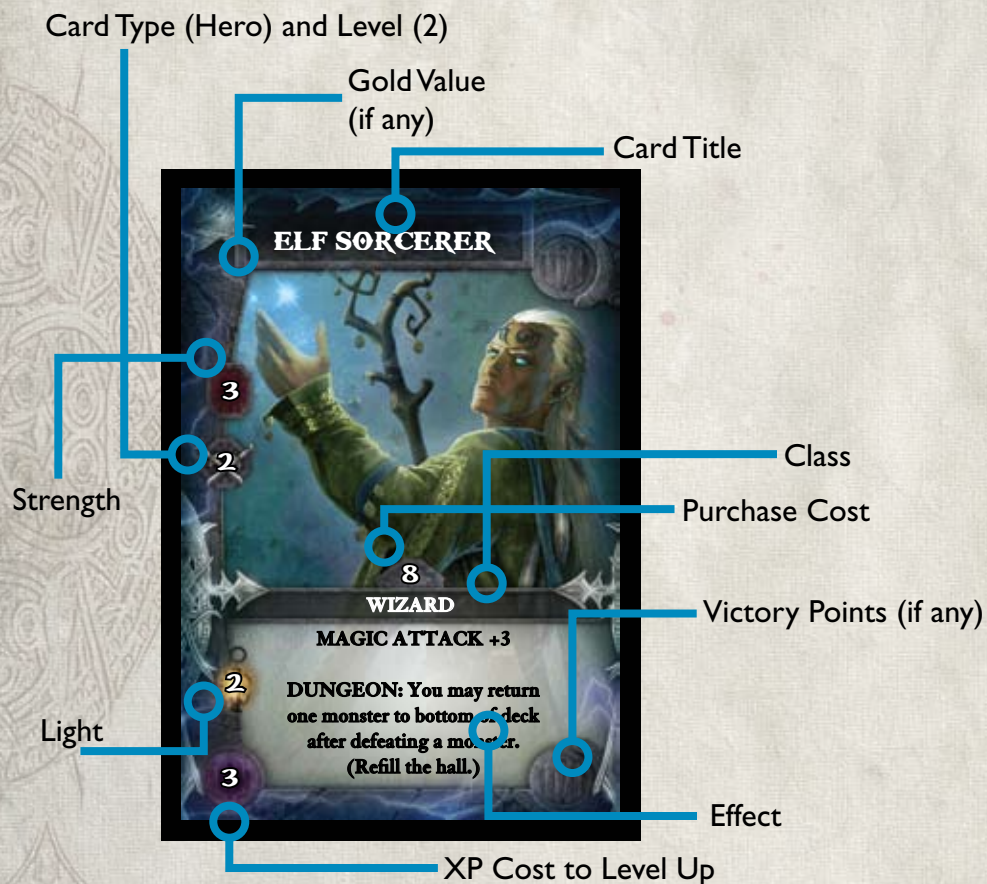 Card Type (Hero) and Level (2)
Gold Value
(if any)
Card Title
ELF SORCERER
3
2
Strength
Class
Purchase Cost
8
WIZARD
Victory Points (if any)
MAGIC ATTACK +3
2
DUNGEON: You may return
one monster to bottom of deck
after defeating a monster.
(Refill the hall.)
Light
3
Effect
XP Cost to Level Up